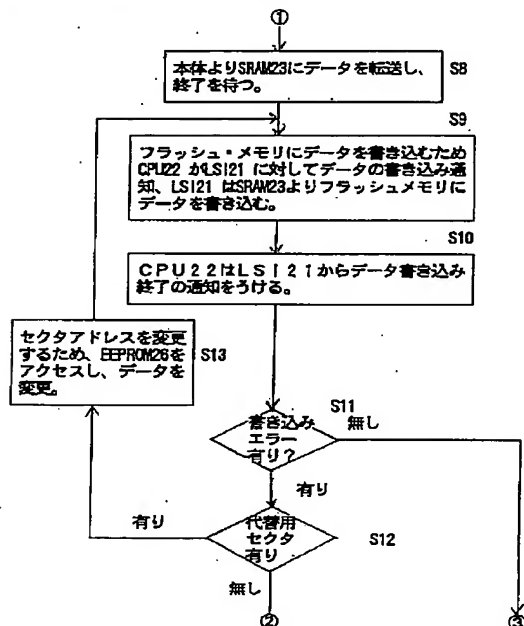 ①
本体よりSRAM23にデータを転送し、
終了を待つ。
S8
S9
フラッシュ・メモリにデータを書き込むため
CPU22 がLSI21 に対してデータの書き込み通
知、LSI21 はSRAM23よりフラッシュメモリに
データを書き込む。
S10
CPU22はLSI21からデータ書き込み
終了の通知をうける。
セクタアドレスを変更
するため、EEPROM26を
アクセスし、データを
変更。
S13
S11
書き込み
エラー
有り?
無し
有り
有り
代替用
セクタ
有り
S12
無し
②
③